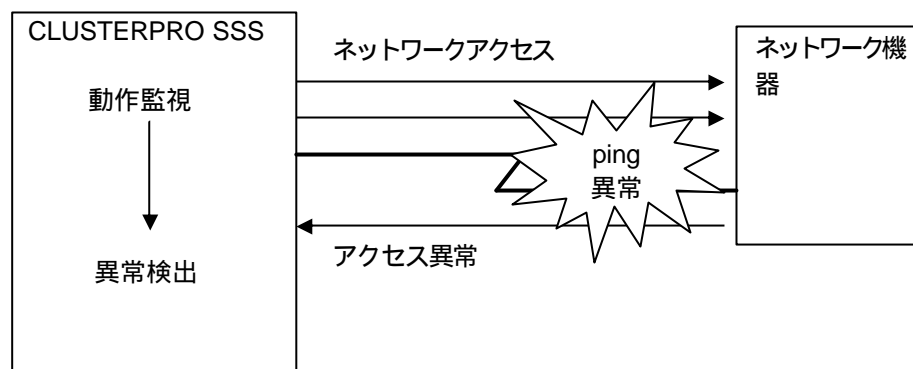 CLUSTERPRO SSS
ネットワークアクセス
ネットワーク機
器
動作監視
ping
異常
アクセス異常
異常検出